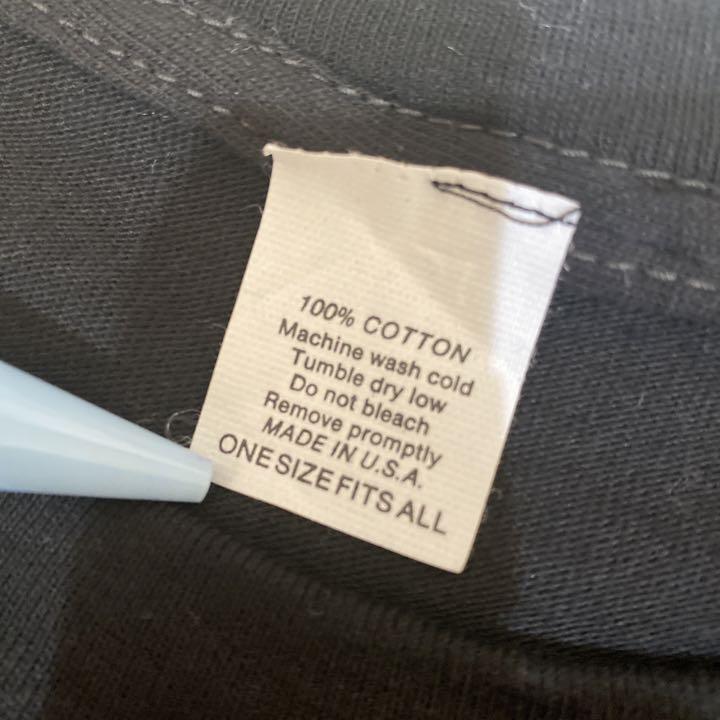 100% COTTON
Machine wash cold
Tumble dry low
Do not bleach
Remove promptly
MADE IN U.S.A.
ONE SIZE FITS ALL